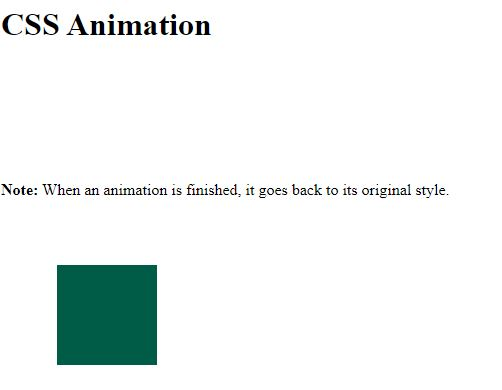 CSS Animation
Note: When an animation is finished, it goes back to its original style.